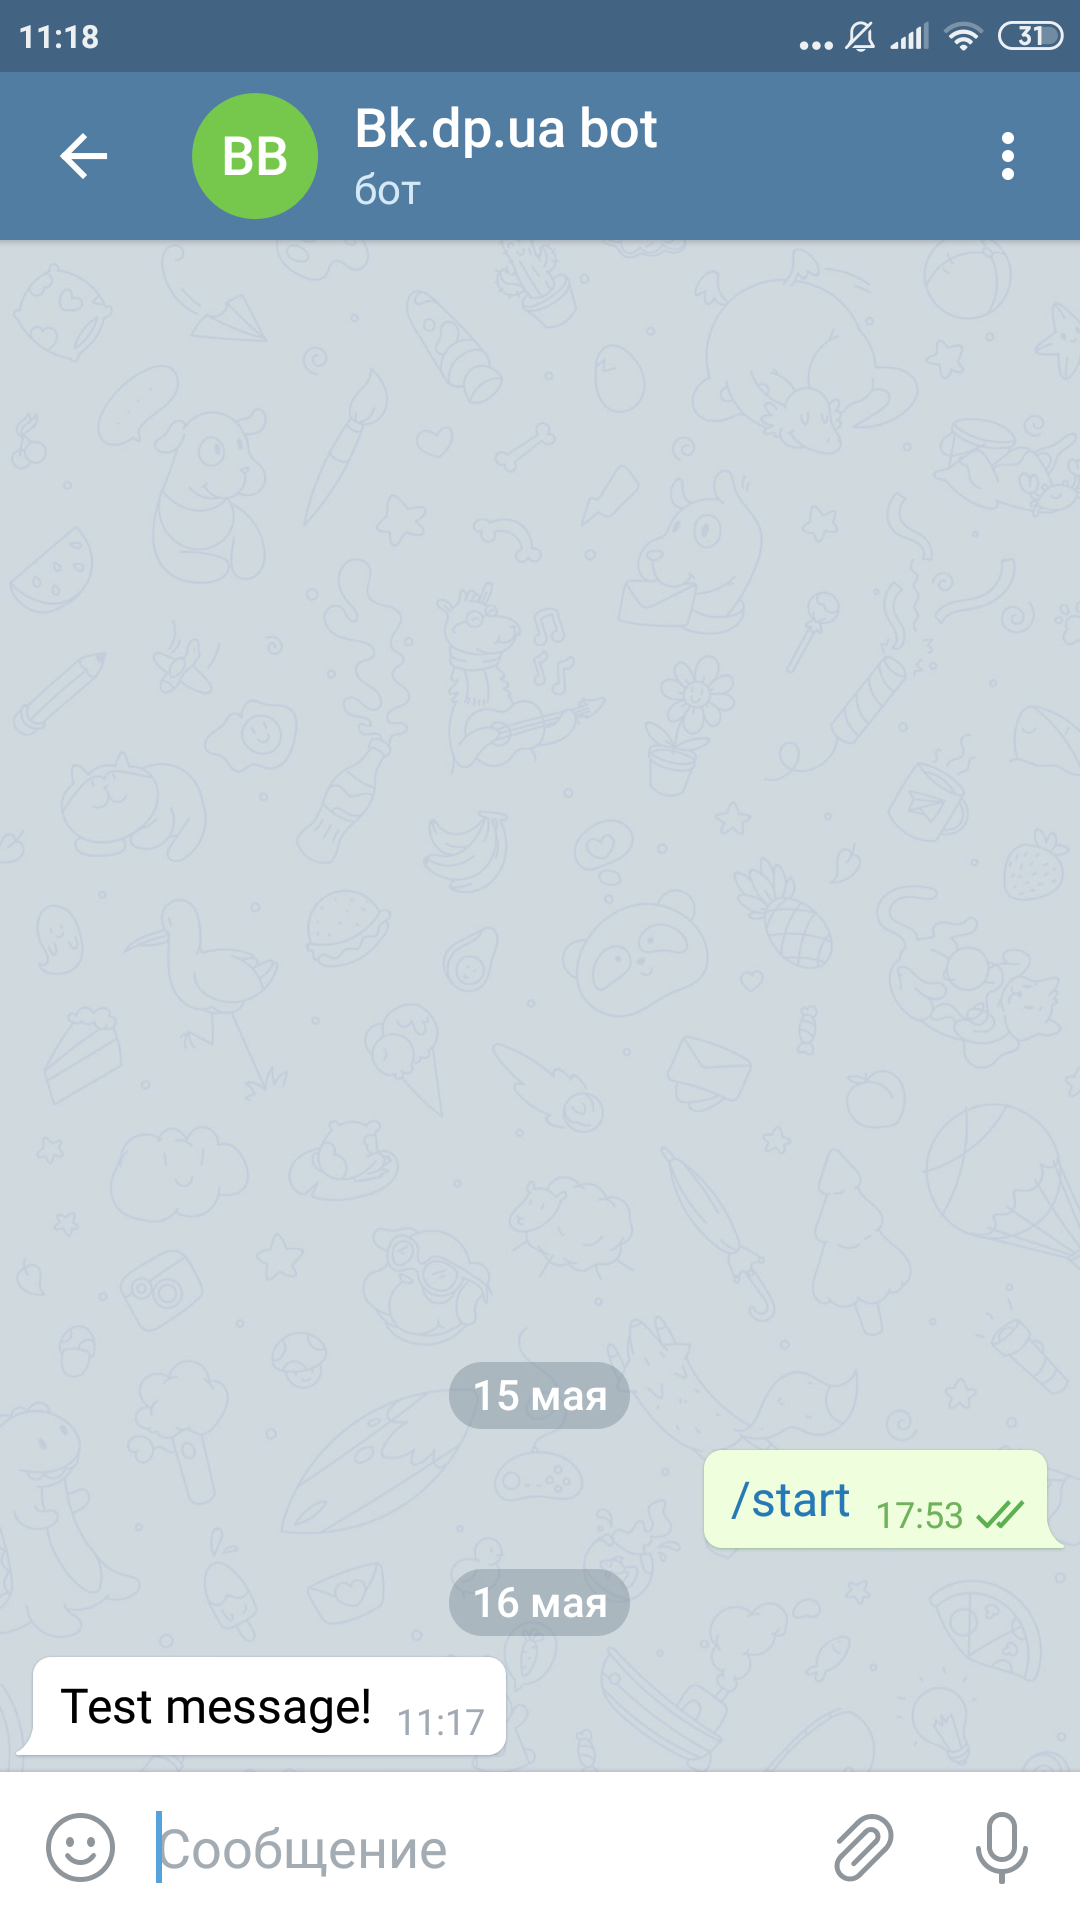 11:18
31
BB
Bk.dp.ua bot
бот
15 мая
/start 17:53
16 мая
Test message! 11:17
Сообщение